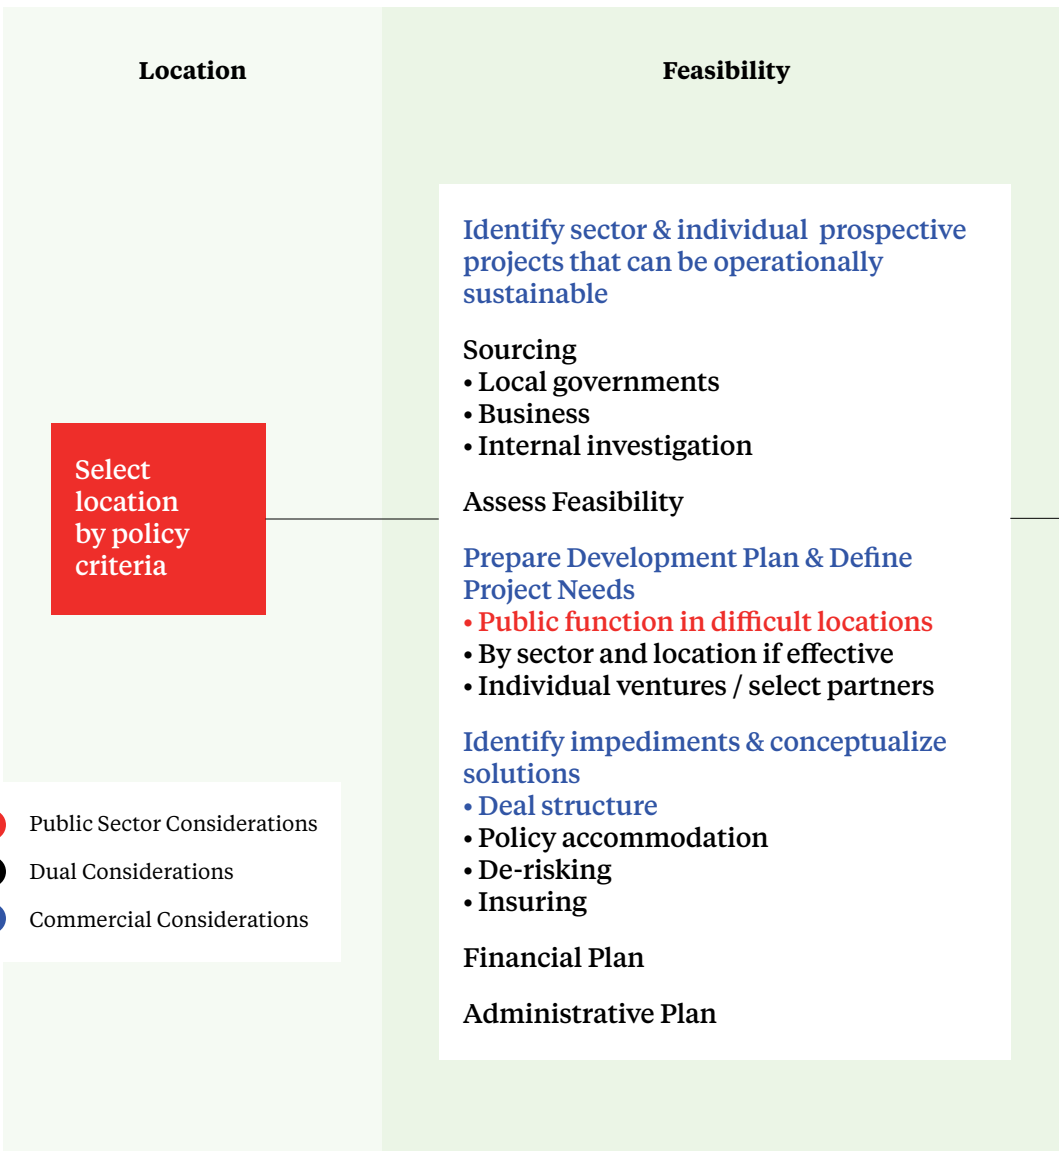 Location
Feasibility
Select
location
by policy
criteria
Identify sector & individual prospective
projects that can be operationally
sustainable
Sourcing
• Local governments
• Business
• Internal investigation
Assess Feasibility
Prepare Development Plan & Define
Project Needs
• Public function in difficult locations
• By sector and location if effective
• Individual ventures / select partners
Identify impediments & conceptualize
solutions
• Deal structure
• Policy accommodation
• De-risking
• Insuring
Financial Plan
Administrative Plan
Public Sector Considerations
Dual Considerations
Commercial Considerations